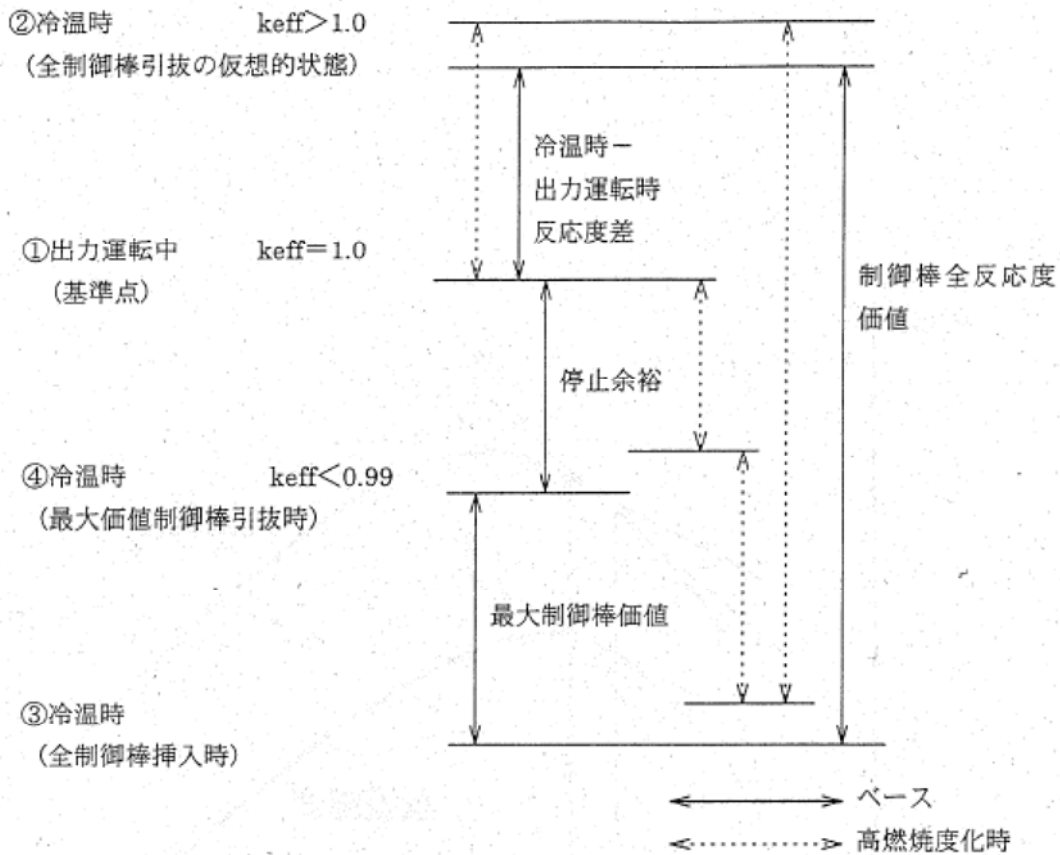 ②冷温時 keff>1.0
(全制御棒引抜の仮想的状態)
冷温時－
出力運転時
反応度差
①出力運転中 keff＝1.0
(基準点)
制御棒全反応度
価値
停止余裕
④冷温時 keff<0.99
(最大価値制御棒引抜時)
最大制御棒価値
③冷温時
(全制御棒挿入時)
ベース
高燃焼度化時